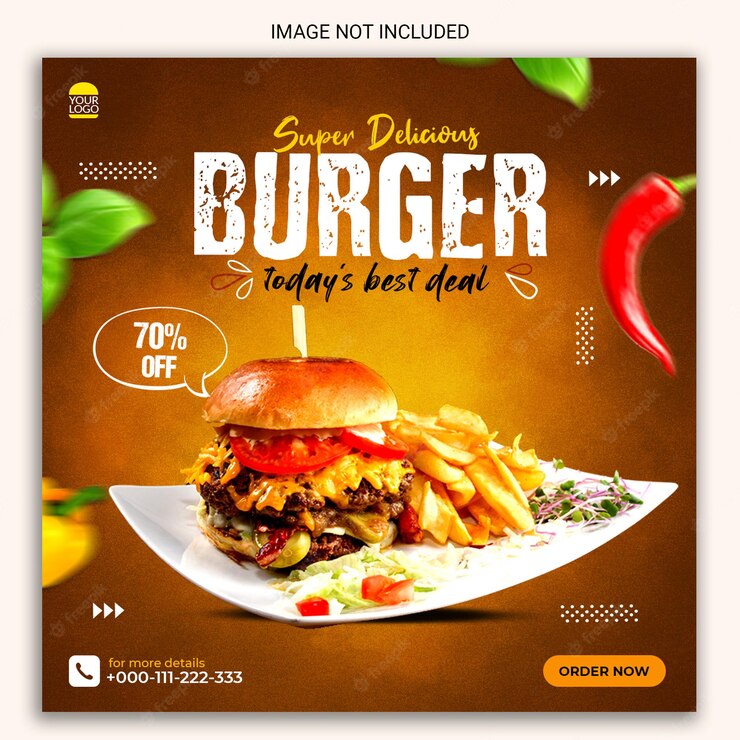 IMAGE NOT INCLUDED
YOUR
LOGO
Super Delicious
BURGER
today's best deal
70%
OFF
for more details
+000-111-222-333
ORDER NOW